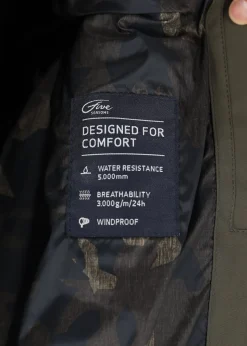 Five
SEASONS
DESIGNED FOR
COMFORT
WATER RESISTANCE
5.000mm
BREATHABILITY
3.000g/m/24h
WINDPROOF